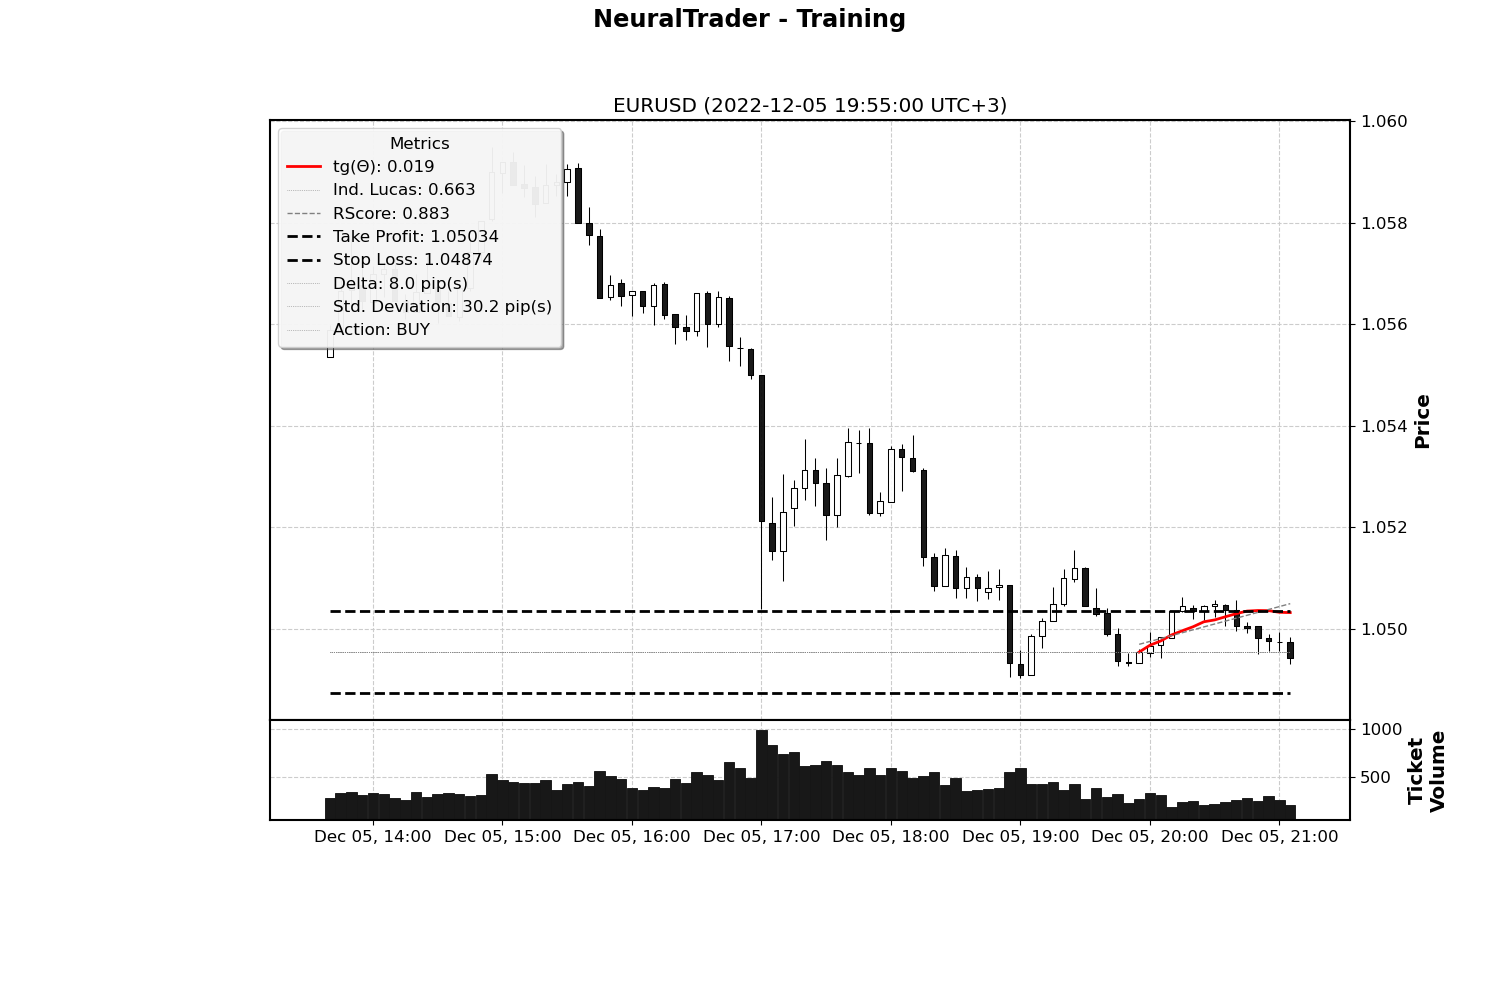 NeuralTrader - Training
EURUSD (2022-12-05 19:55:00 UTC+3)
Metrics
tg(Θ): 0.019
Ind. Lucas: 0.663
RScore: 0.883
Take Profit: 1.05034
Stop Loss: 1.04874
Delta: 8.0 pip(s)
Std. Deviation: 30.2 pip(s)
Action: BUY
1.060
1.058
1.056
1.054
1.052
1.050
Price
1000
500
Ticket
Volume
Dec 05, 14:00 Dec 05, 15:00 Dec 05, 16:00 Dec 05, 17:00 Dec 05, 18:00 Dec 05, 19:00 Dec 05, 20:00 Dec 05, 21:00